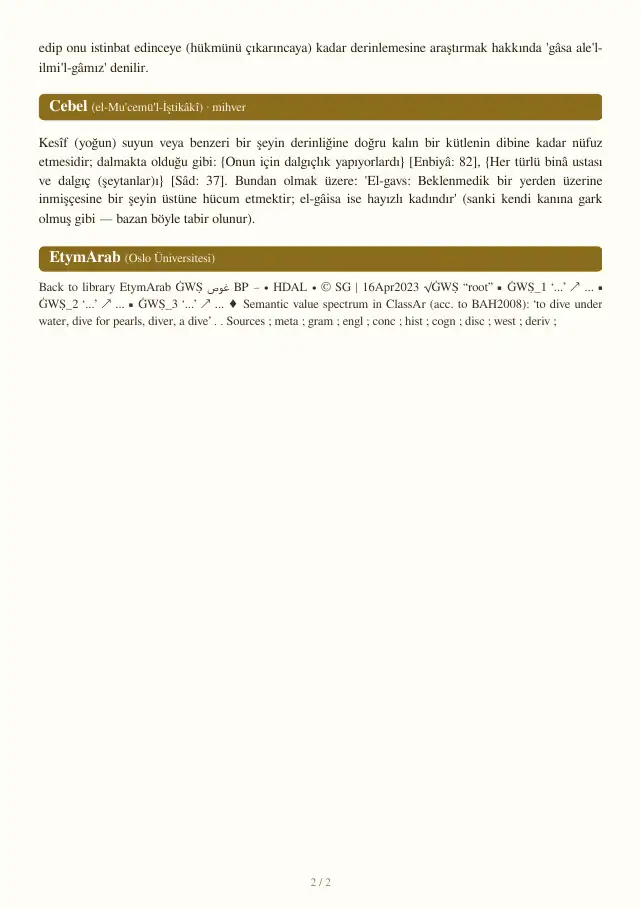 edip onu istinbat edinceye (hükmünü çıkarıncaya) kadar derinlemesine araştırmak hakkında 'gâsa ale'l-
ilmi'l-gâmız' denilir.
Cebel (el-Mu'cemü'l-İştikâkî) · mihver
Kesîf (yoğun) suyun veya benzeri bir şeyin derinliğine doğru kalın bir kütlenin dibine kadar nüfuz
etmesidir; dalmakta olduğu gibi: {Onun için dalgıçlık yapıyorlardı} [Enbiyâ: 82], {Her türlü binâ ustası
ve dalgıç (şeytanlar)ı} [Sâd: 37]. Bundan olmak üzere: 'El-gavs: Beklenmedik bir yerden üzerine
inmişçesine bir şeyin üstüne hücum etmektir; el-gâisa ise hayızlı kadındır' (sanki kendi kanına gark
olmuş gibi — bazan böyle tabir olunur).
EtymArab (Oslo Üniversitesi)
Back to library EtymArab ĠWṢ غوص BP – • HDAL • © SG | 16Apr2023 √ĠWṢ “root” ▪ ĠWṢ_1 ‘...’ ↗ ... ▪
ĠWṢ_2 ‘...’ ↗ ... ▪ ĠWṢ_3 ‘...’ ↗ ... ♦ Semantic value spectrum in ClassAr (acc. to BAH2008): ‘to dive under
water, dive for pearls, diver, a dive’ . . Sources ; meta ; gram ; engl ; conc ; hist ; cogn ; disc ; west ; deriv ;
2 / 2